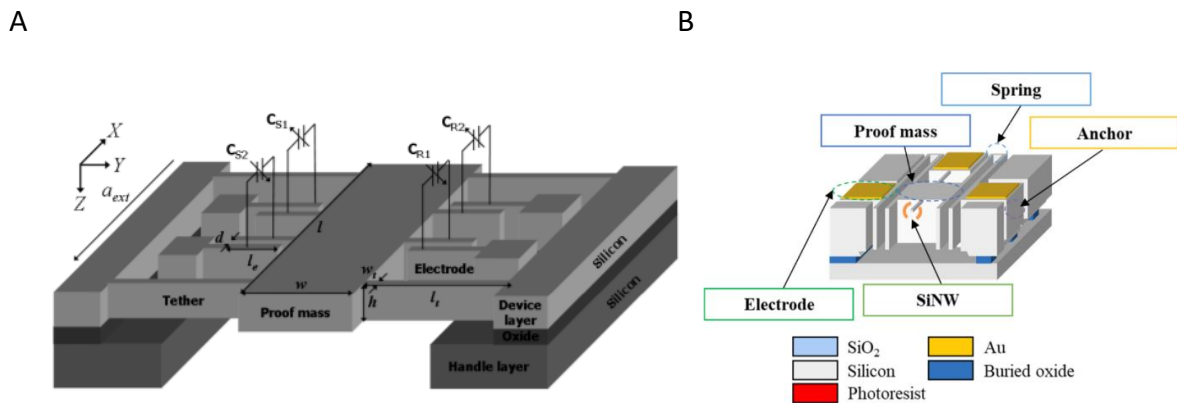 A
B
X
Y
Z
a_ext
C_S1
C_S2
C_R2
C_R1
d
l_e
l
w
w_t
h
l_t
Electrode
Tether
Proof mass
Device
layer
Oxide
Handle layer
silicon
silicon
Spring
Proof mass
Anchor
Electrode
SiNW
SiO₂
Au
Silicon
Buried oxide
Photoresist